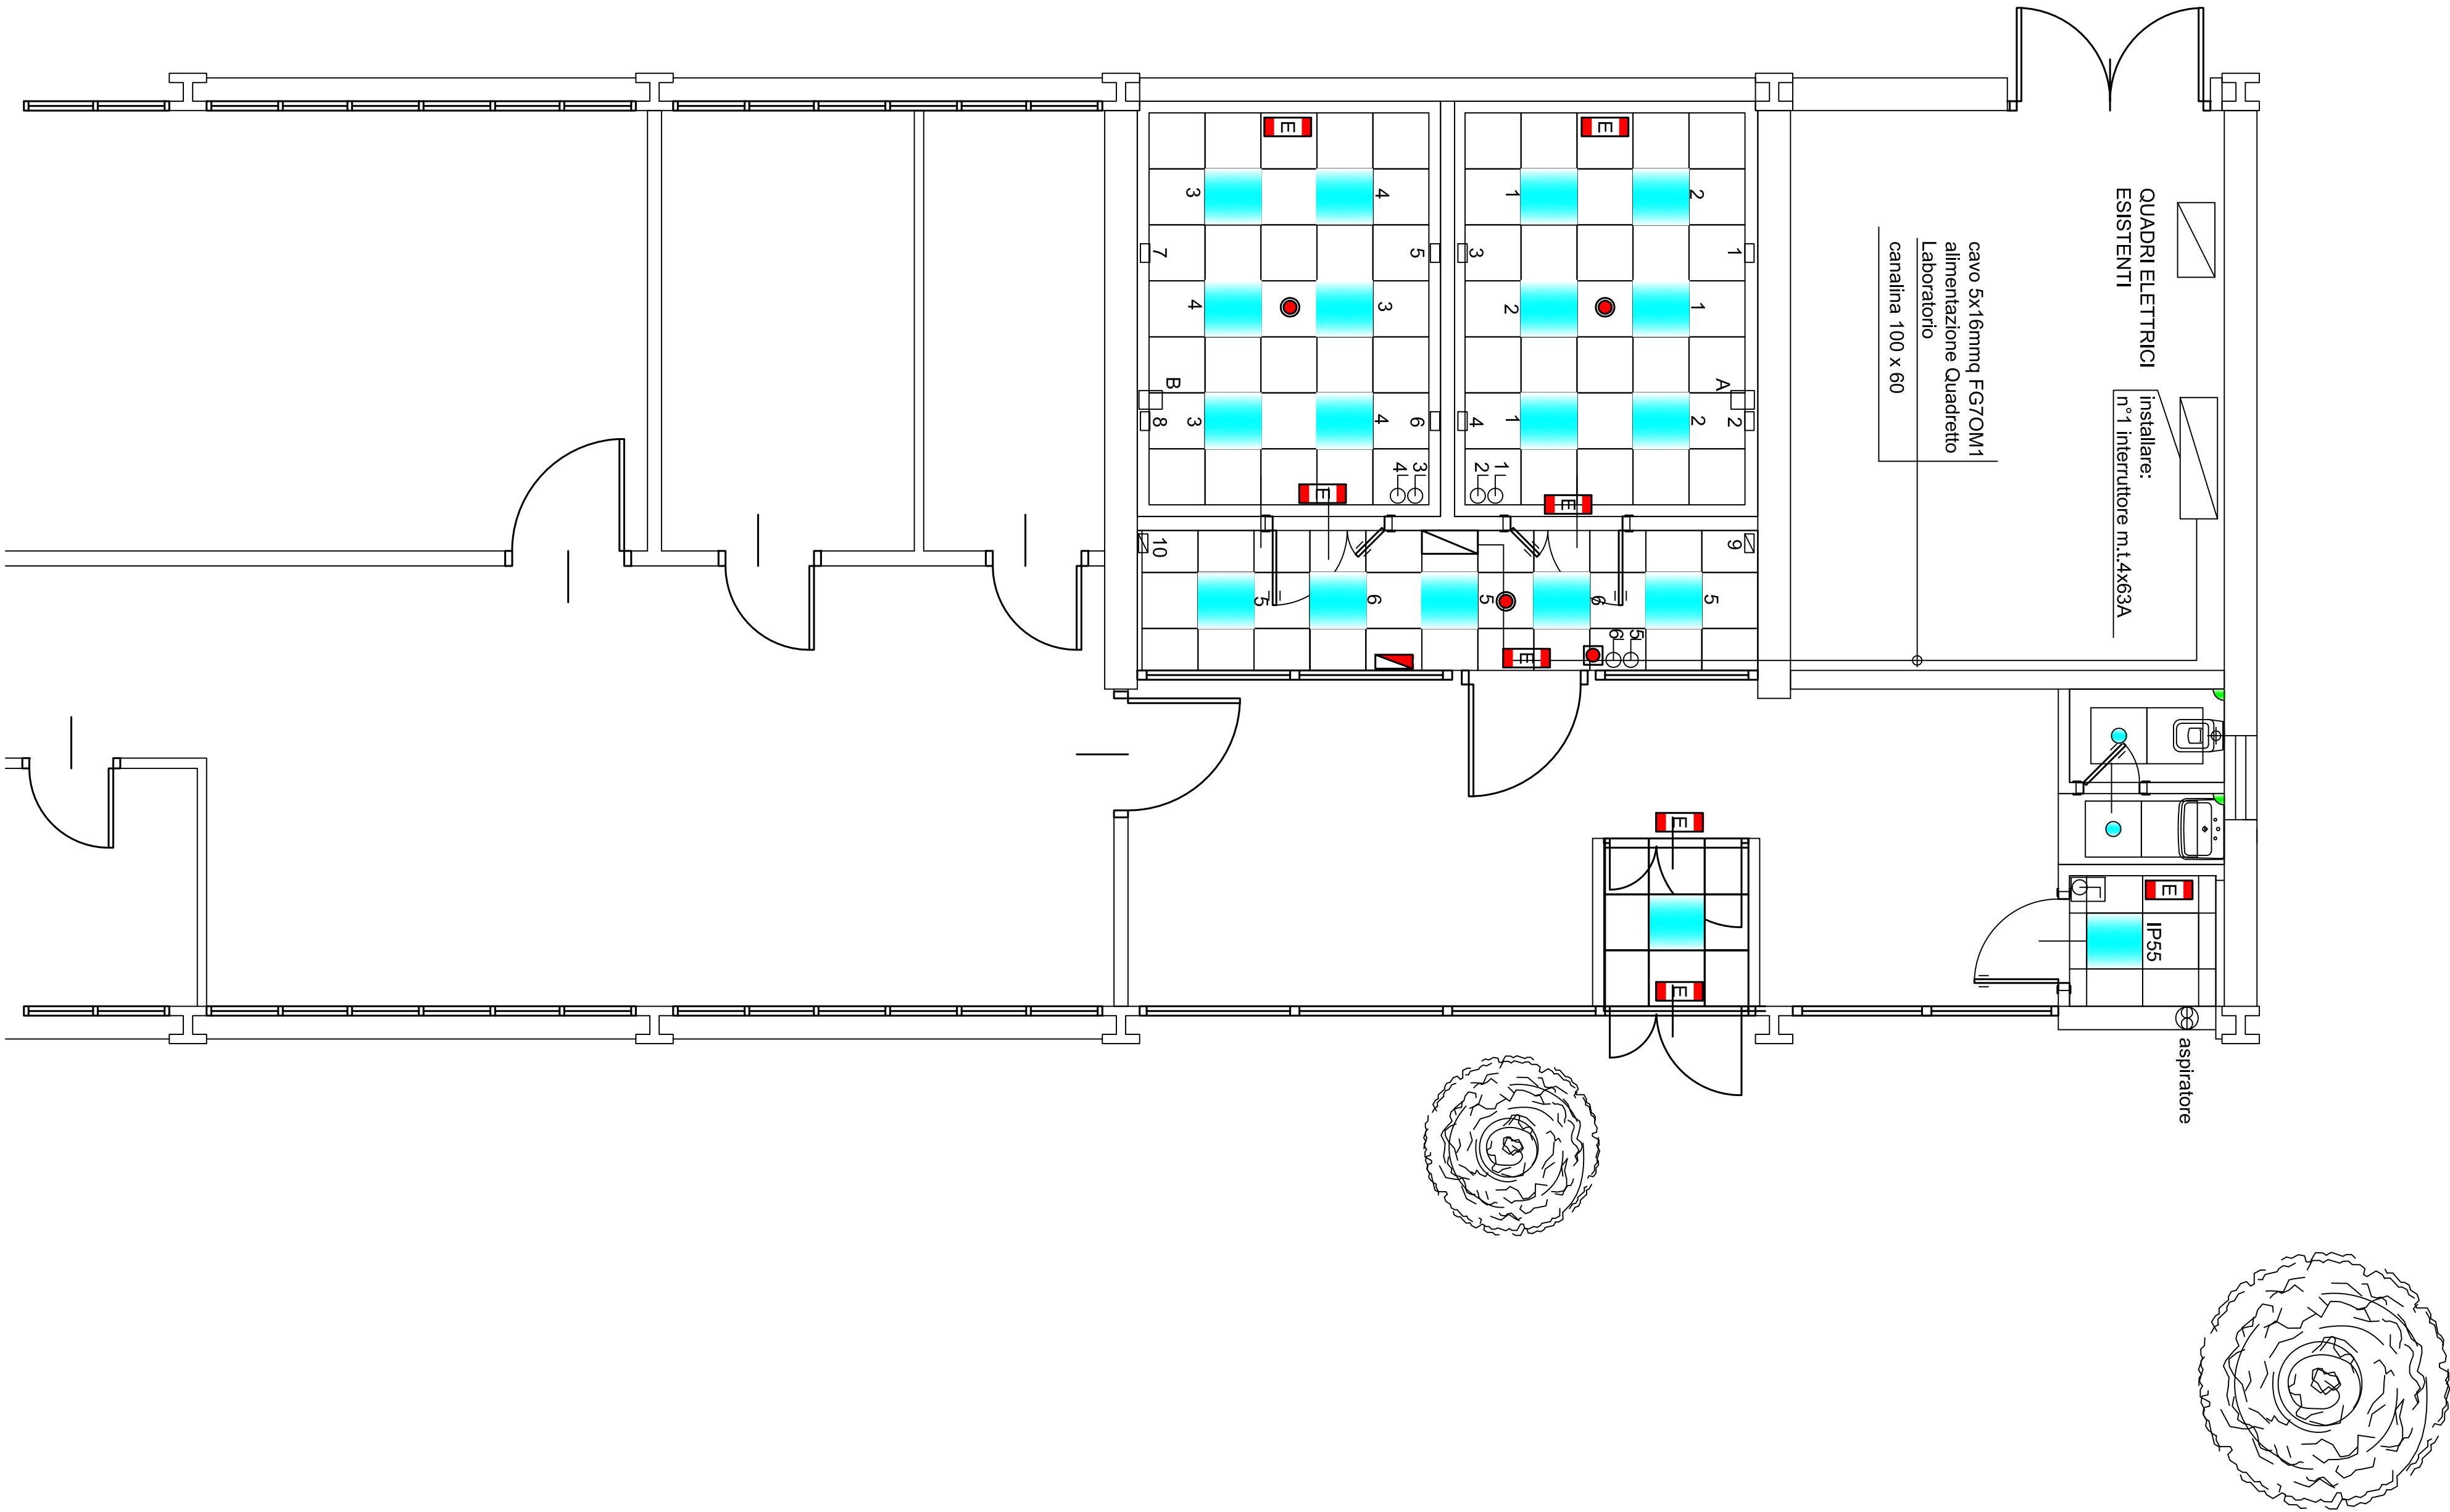 QUADRI ELETTRICI
ESISTENTI
installare:
n°1 interruttore m.t.4x63A
cavo 5x16mmq FG7OM1
alimentazione Quadretto
Laboratorio
canalina 100 x 60
E
E
3
4
1
2
7
5
3
1
4
3
2
1
B
A
8
3
4
6
4
1
2
2
4
3
2
1
E
E
10
9
5
6
5
6
5
6
5
E
E
E
E
IP55
aspiratore